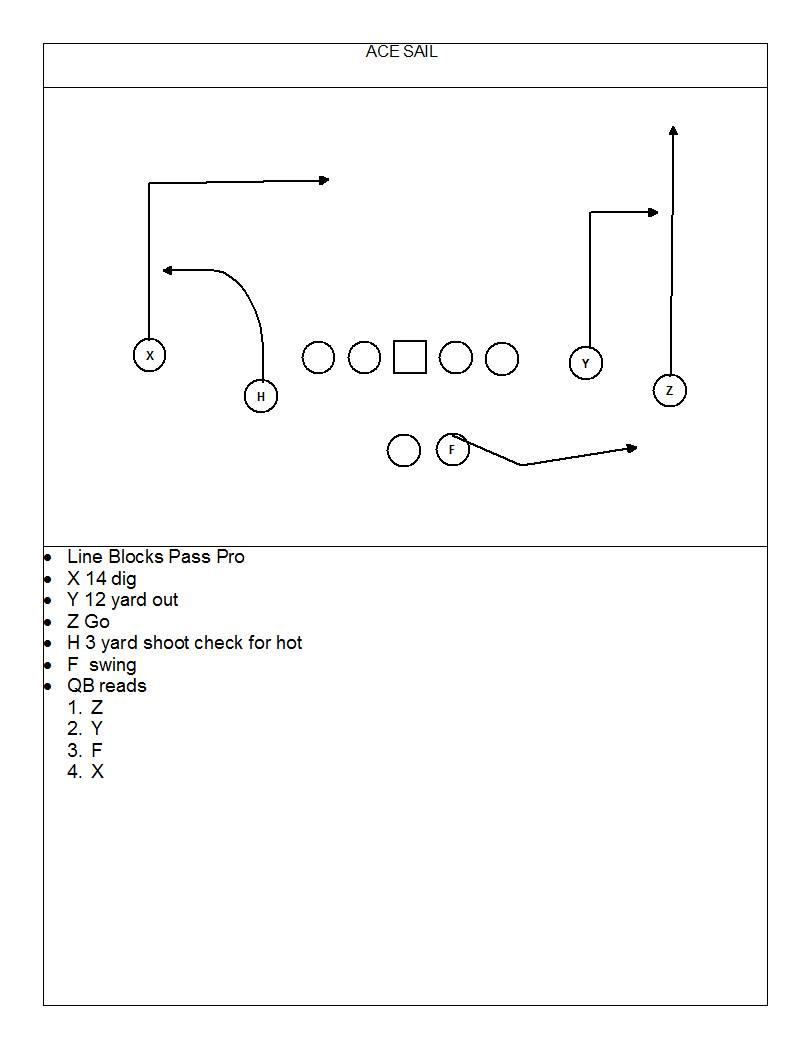 ACE SAIL
X
H
Y
Z
F
• Line Blocks Pass Pro
• X 14 dig
• Y 12 yard out
• Z Go
• H 3 yard shoot check for hot
• F  swing
• QB reads
1. Z
2. Y
3. F
4. X